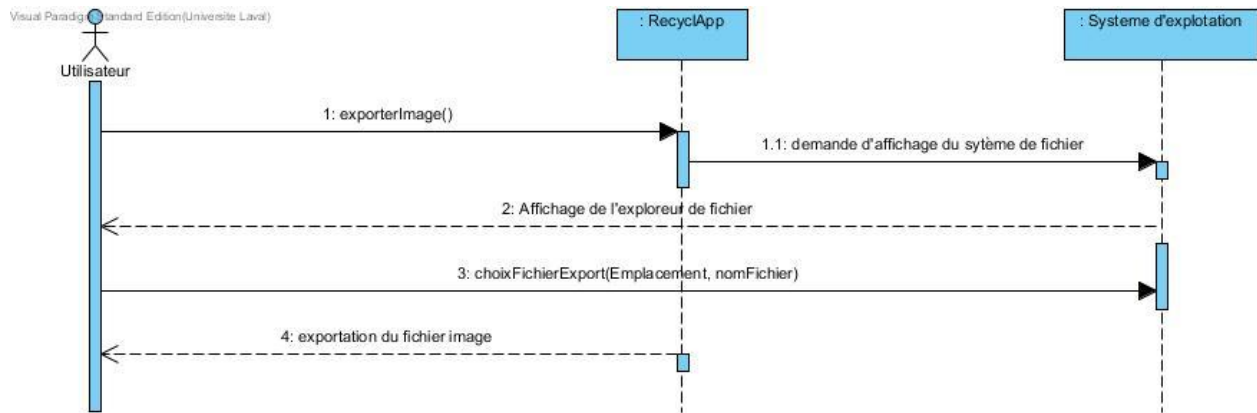 Visual Paradigm Standard Edition(Universite Laval)
: RecyclApp
: Systeme d'explotation
Utilisateur
1: exporterImage()
1.1: demande d'affichage du sytème de fichier
2: Affichage de l'exploreur de fichier
3: choixFichierExport(Emplacement, nomFichier)
4: exportation du fichier image